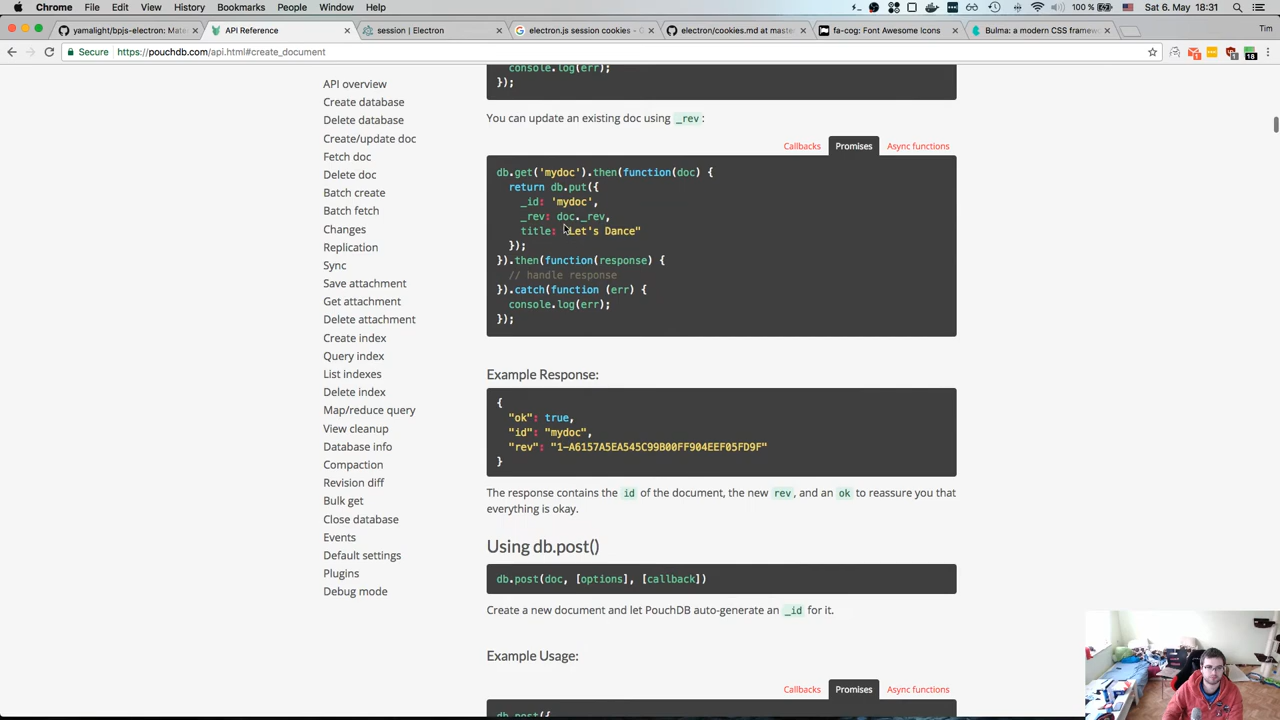 Chrome File Edit View History Bookmarks People Window Help 100 % Sat 6. May 18:31
yamalight/bpjs-electron: Mate API Reference session | Electron electron.js session cookies - electron/cookies.md at master fa-cog: Font Awesome Icons Bulma: a modern CSS framew Tim
Secure https://pouchdb.com/api.html#create_document 18
API overview
Create database
Delete database
Create/update doc
Fetch doc
Delete doc
Batch create
Batch fetch
Changes
Replication
Sync
Save attachment
Get attachment
Delete attachment
Create index
Query index
List indexes
Delete index
Map/reduce query
View cleanup
Database info
Compaction
Revision diff
Bulk get
Close database
Events
Default settings
Plugins
Debug mode
console.log(err);
});
You can update an existing doc using _rev:
Callbacks Promises Async functions
db.get('mydoc').then(function(doc) {
return db.put({
_id: 'mydoc',
_rev: doc._rev,
title: "Let's Dance"
});
}).then(function(response) {
// handle response
}).catch(function (err) {
console.log(err);
});
Example Response:
{
"ok": true,
"id": "mydoc",
"rev": "1-A6157A5EA545C99B00FF904EEF05FD9F"
}
The response contains the id of the document, the new rev, and an ok to reassure you that
everything is okay.
Using db.post()
db.post(doc, [options], [callback])
Create a new document and let PouchDB auto-generate an _id for it.
Example Usage:
Callbacks Promises Async functions
db.post({